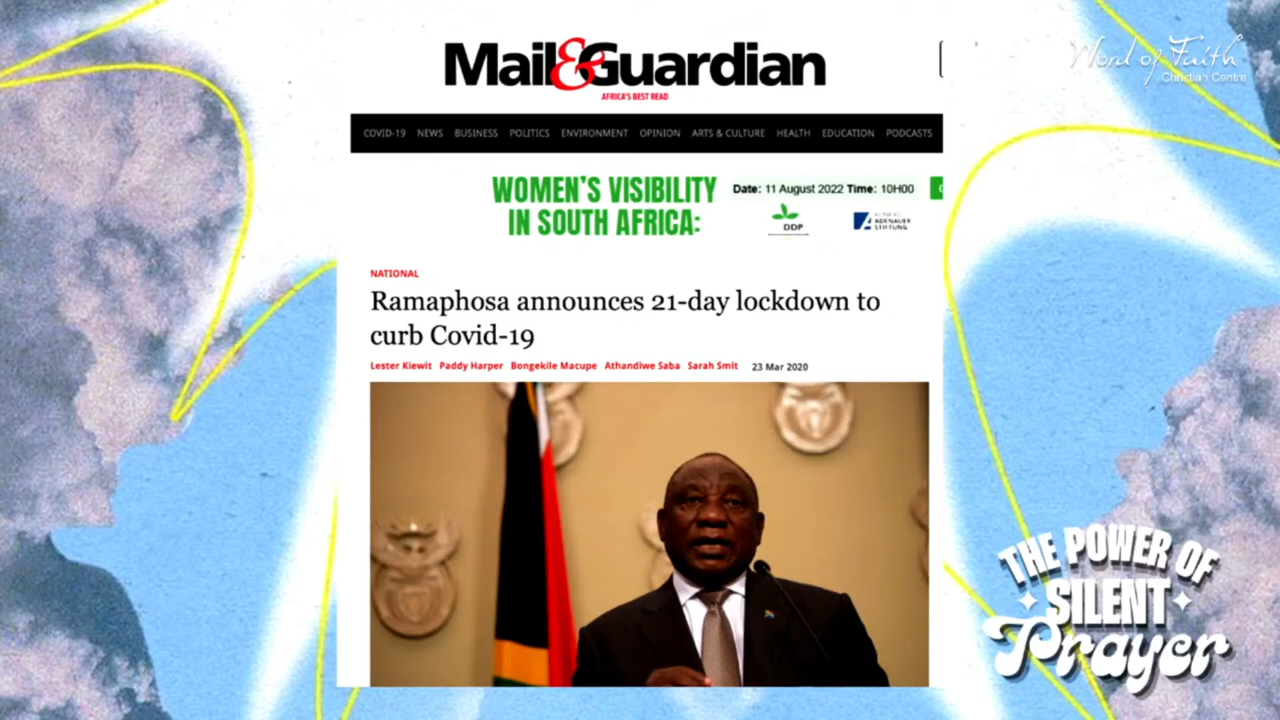 Mail&Guardian
AFRICA'S BEST READ
Word of Faith
Christian Centre
COVID-19 NEWS BUSINESS POLITICS ENVIRONMENT OPINION ARTS & CULTURE HEALTH EDUCATION PODCASTS
WOMEN'S VISIBILITY
IN SOUTH AFRICA:
Date: 11 August 2022 Time: 10H00
DDP
KONRAD
ADENAUER
STIFTUNG
NATIONAL
Ramaphosa announces 21-day lockdown to
curb Covid-19
Lester Kiewit Paddy Harper Bongekile Macupe Athandiwe Saba Sarah Smit 23 Mar 2020
THE POWER OF
SILENT
Prayer